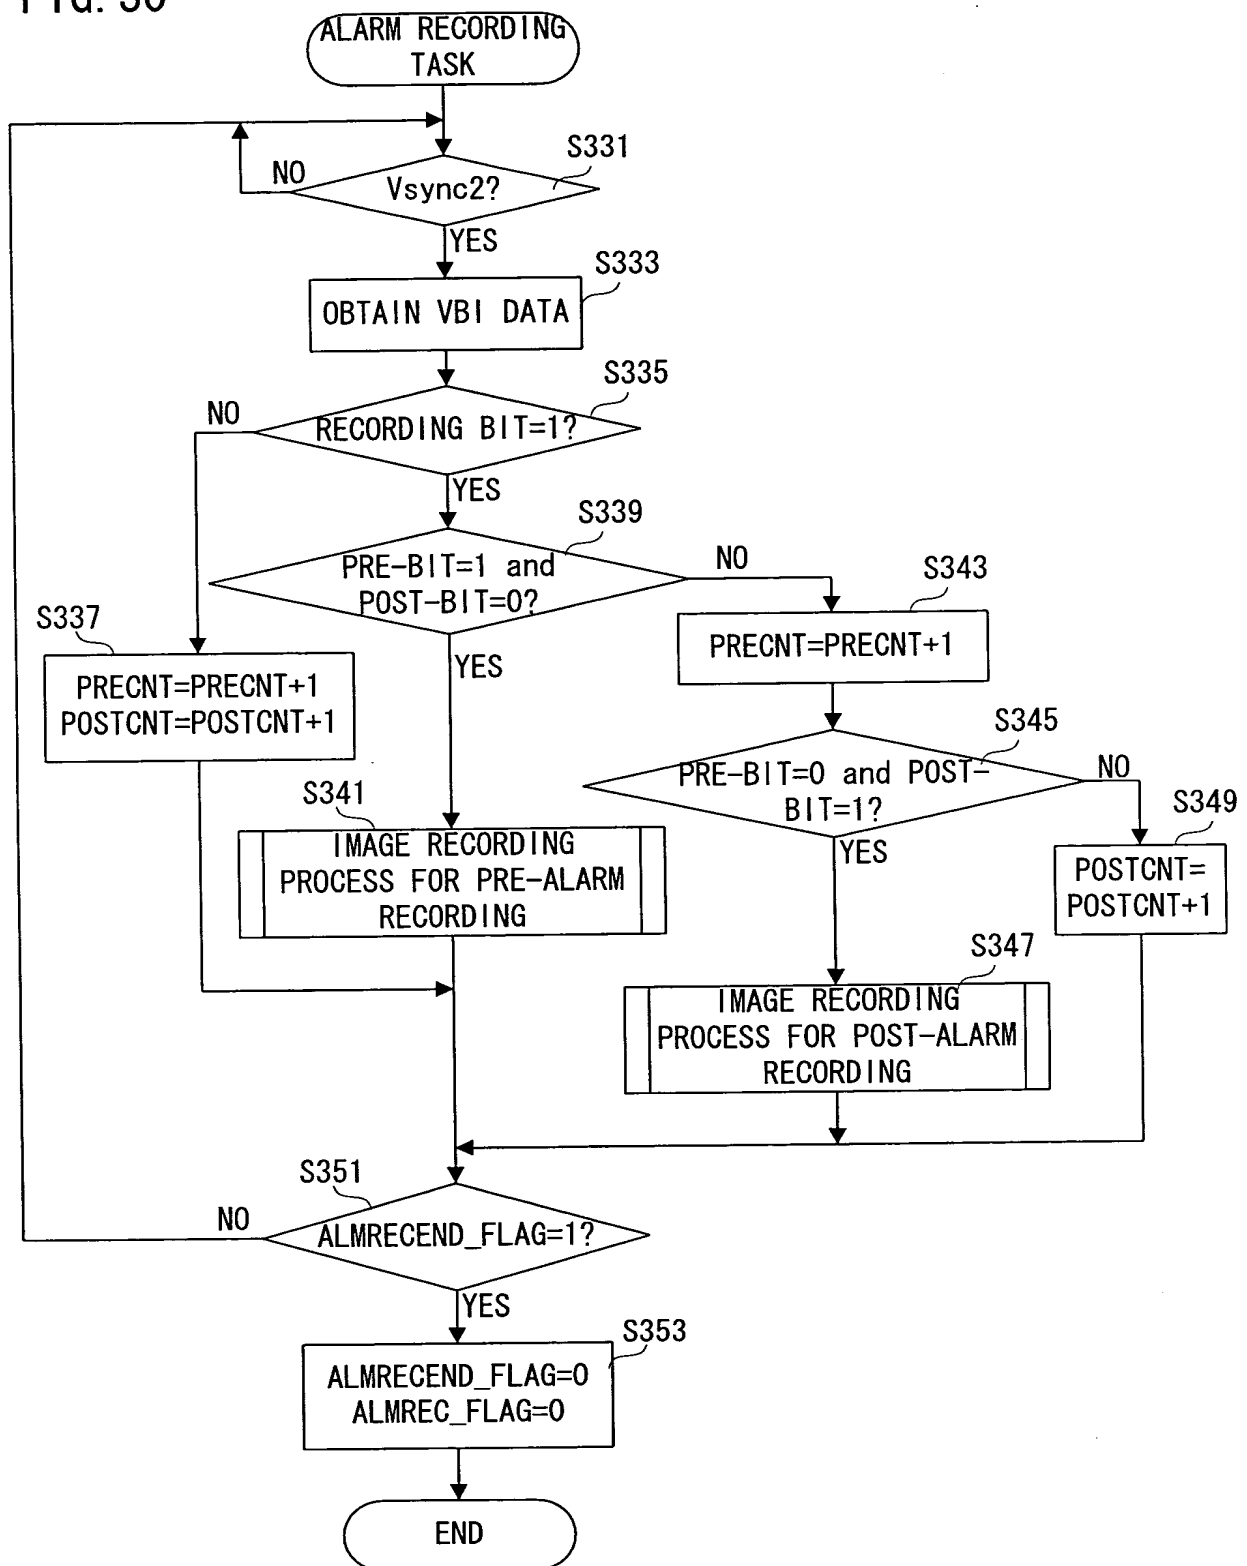 Fig. 30
ALARM RECORDING
TASK
S331
NO
Vsync2?
YES
S333
OBTAIN VBI DATA
S335
NO
RECORDING BIT=1?
YES
S339
PRE-BIT=1 and
POST-BIT=0?
NO
S343
S337
YES
PRECNT=PRECNT+1
PRECNT=PRECNT+1
POSTCNT=POSTCNT+1
S345
PRE-BIT=0 and POST-
BIT=1?
NO
S341
S349
IMAGE RECORDING
PROCESS FOR PRE-ALARM
RECORDING
YES
POSTCNT=
POSTCNT+1
S347
IMAGE RECORDING
PROCESS FOR POST-ALARM
RECORDING
S351
NO
ALMRECEND_FLAG=1?
YES
S353
ALMRECEND_FLAG=0
ALMREC_FLAG=0
END